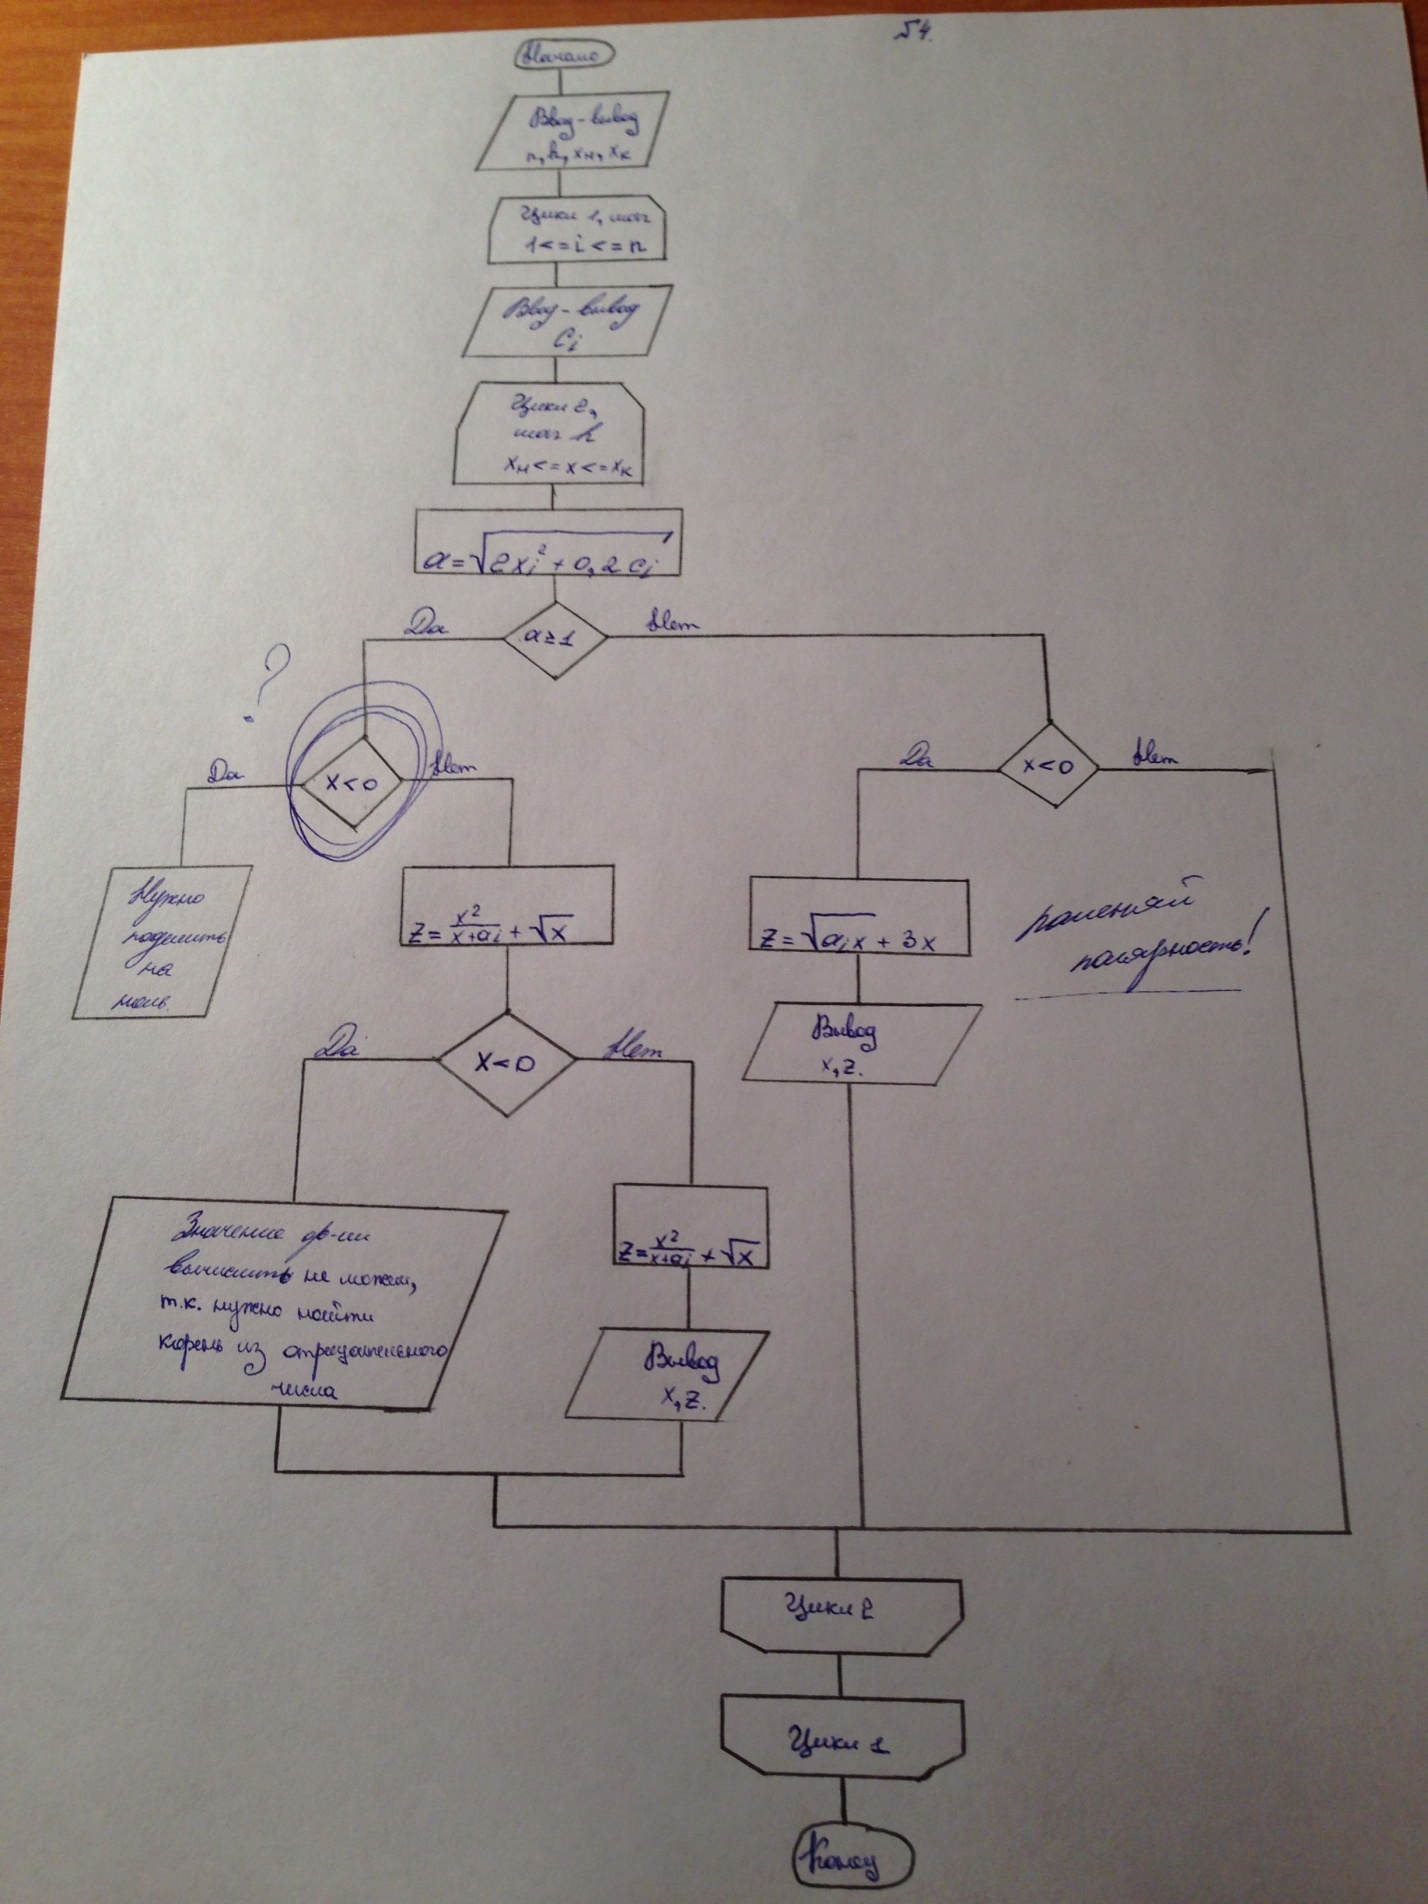 54.
Начало
Ввод-вывод
n, h, xн, xк
Цикл 1, шаг
1<=i<=n
Ввод-вывод
Ci
Цикл 2,
шаг h
xн<=x<=xк
a=√2xi²+0,2ci
Да
a≥1
Нет
?
Да
x<0
Нет
Да
x<0
Нет
Нужно
поделить
на
z=x²/x+ai+√x
z=√aix+3x
поменяй
полярность!
Вывод
x,z.
Да
x<0
Нет
Значение ф-ии
вычислить не можем,
т.к. нужно найти
корень из отрицательного
числа
z=x²/x+ai+√x
Вывод
x,z.
Цикл 2
Цикл 1
Конец